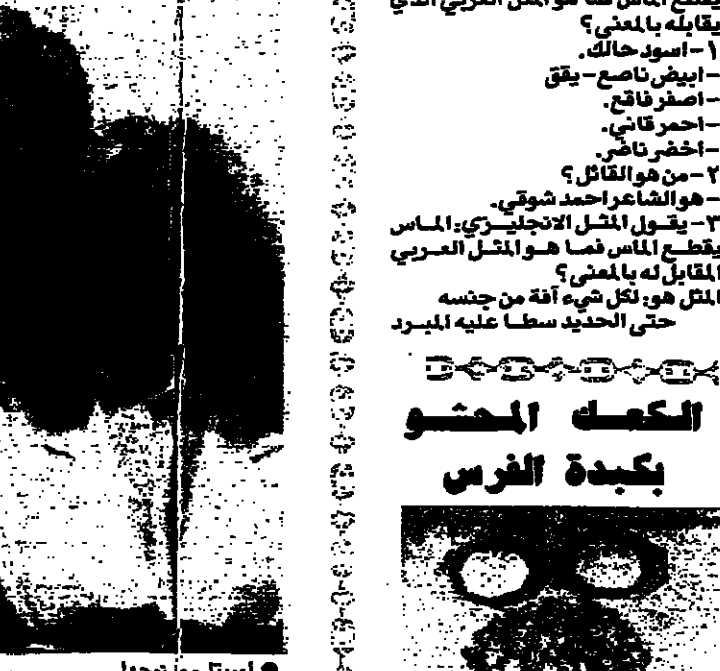 يقابله بالمعنى؟
١- اسود حالك.
- ابيض ناصع - يقق
- اصفر فاقع.
- احمر قاني.
- اخضر ناضر.
٢- من هو القائل؟
- هو الشاعر احمد شوقي.
٣- يقول المثل الانجليزي: الماس
يقطع الماس فما هو المثل العربي
المقابل له بالمعنى؟
المثل هو: لكل شيء آفة من جنسه
حتى الحديد سطا عليه المبرد
الكعك المحشو
بكبدة الفرس